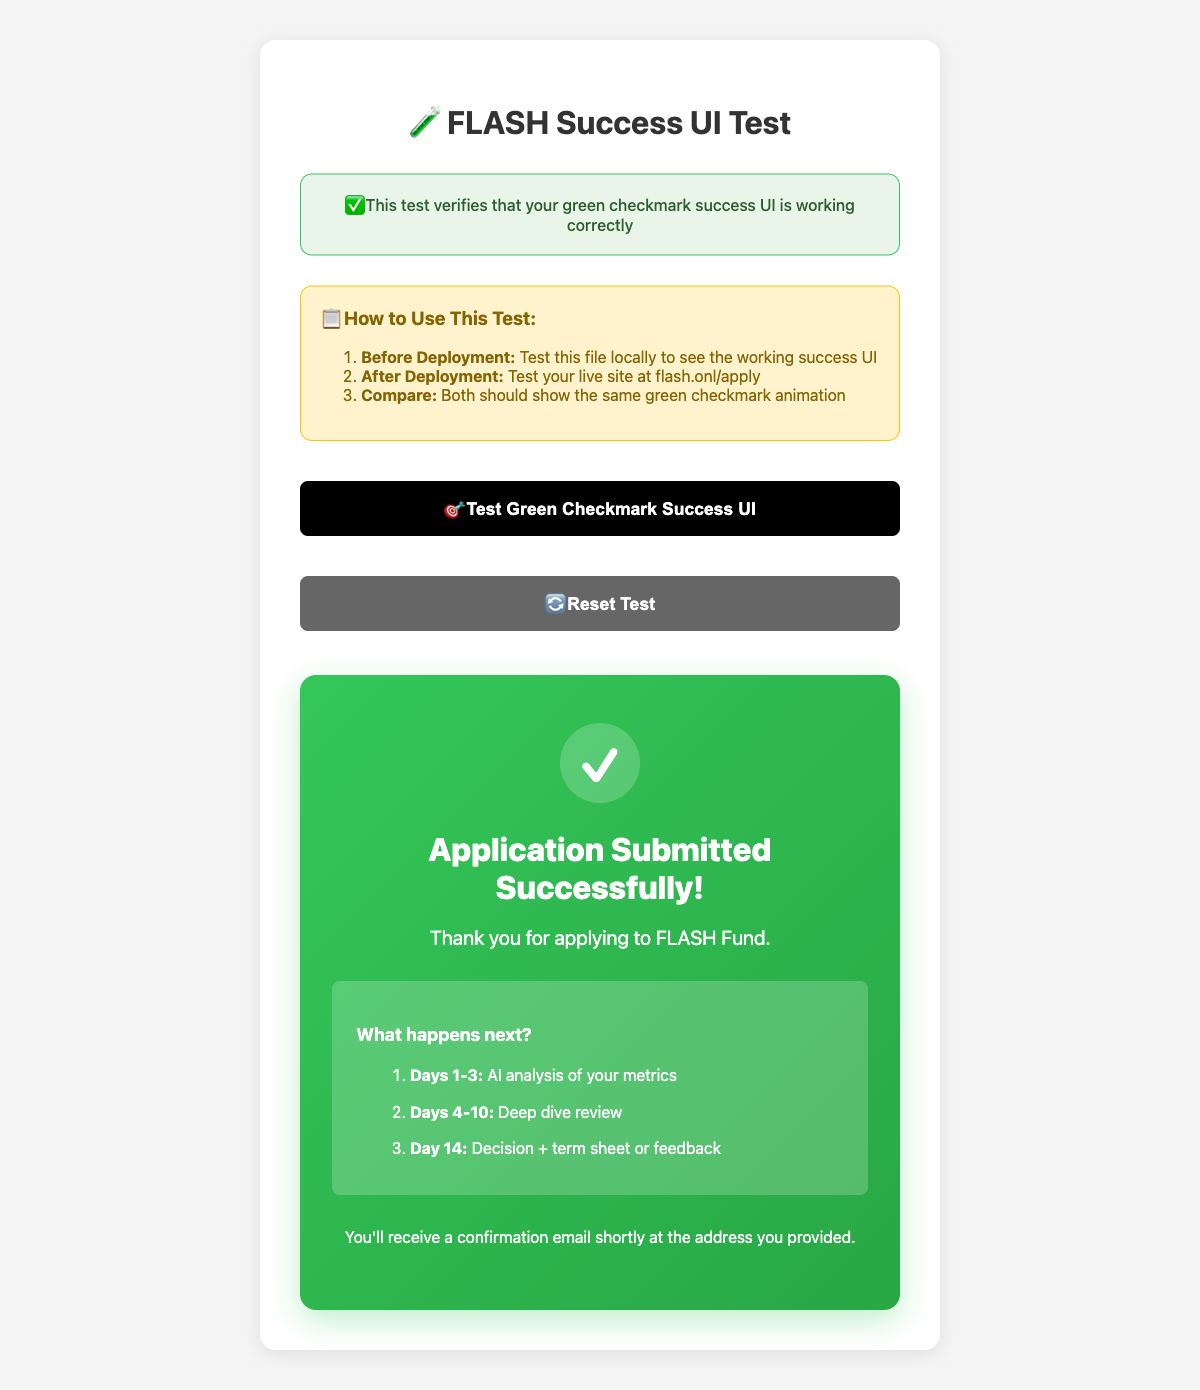 🧪 FLASH Success UI Test
✅This test verifies that your green checkmark success UI is working
correctly
📋How to Use This Test:
1. Before Deployment: Test this file locally to see the working success UI
2. After Deployment: Test your live site at flash.onl/apply
3. Compare: Both should show the same green checkmark animation
🎯Test Green Checkmark Success UI
🔄Reset Test
✓
Application Submitted
Successfully!
Thank you for applying to FLASH Fund.
What happens next?
1. Days 1-3: AI analysis of your metrics
2. Days 4-10: Deep dive review
3. Day 14: Decision + term sheet or feedback
You'll receive a confirmation email shortly at the address you provided.